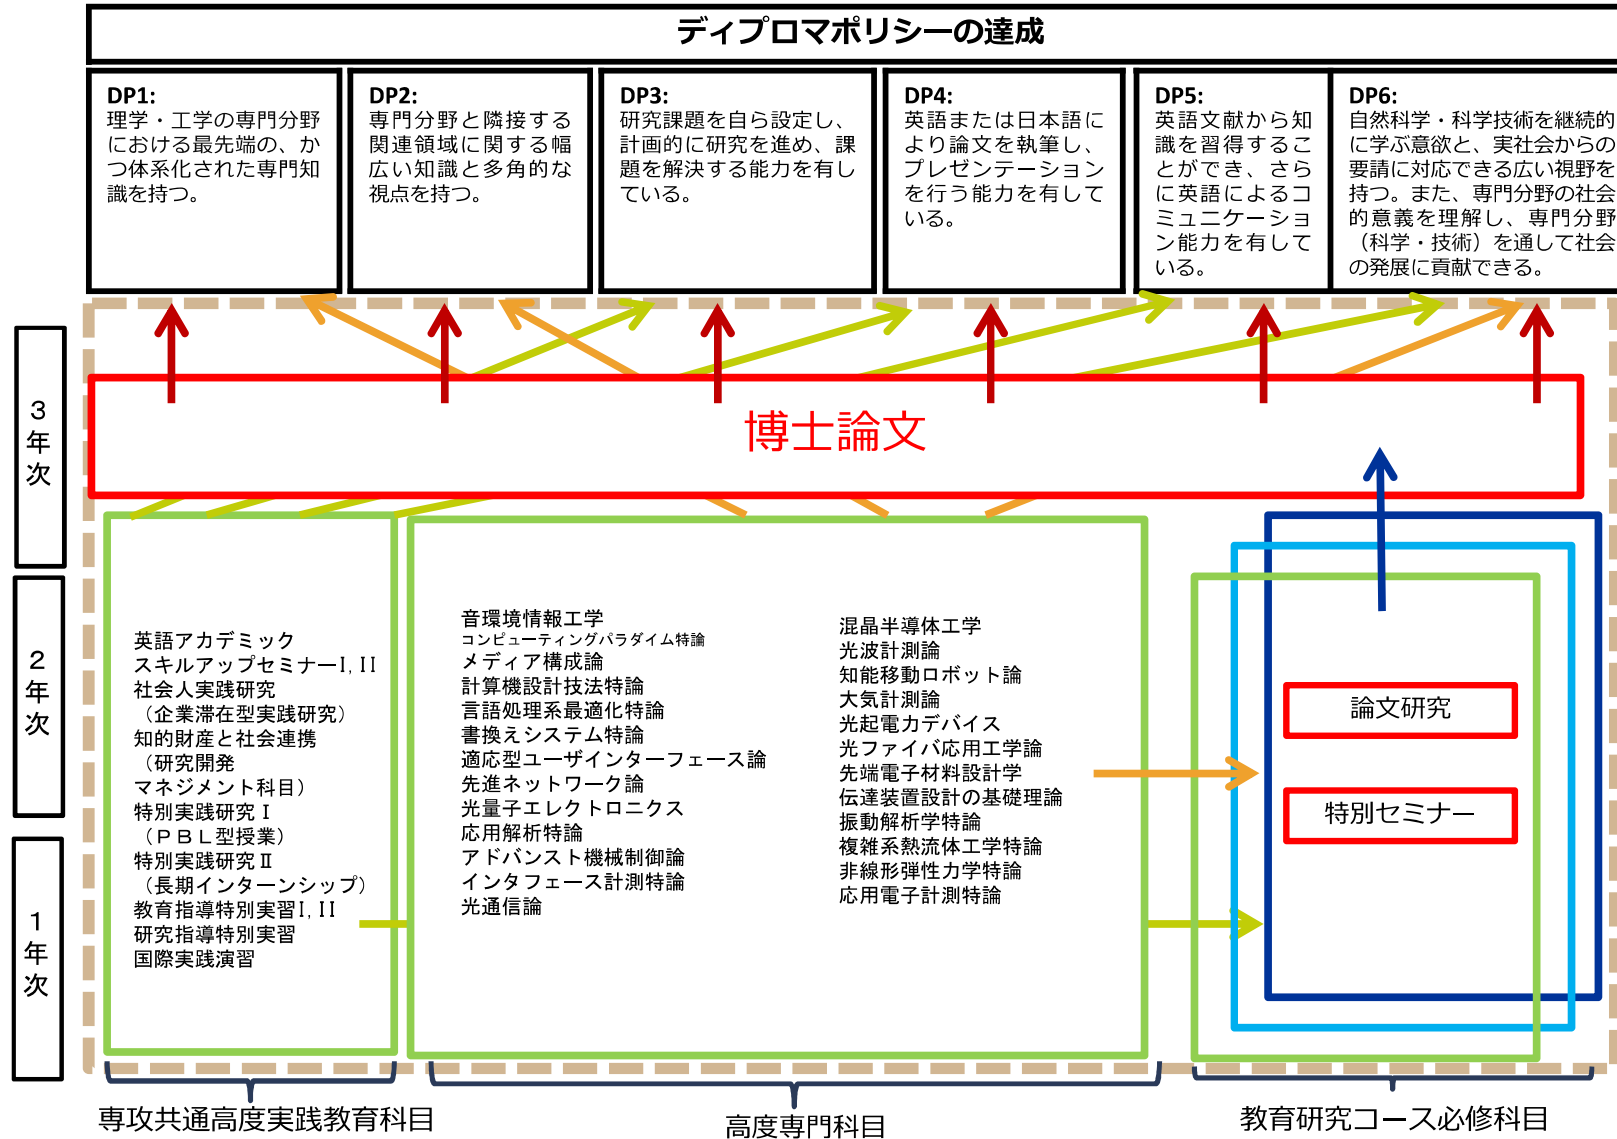 ディプロマポリシーの達成
DP1:
理学・工学の専門分野
における最先端の、か
つ体系化された専門知
識を持つ。
DP2:
専門分野と隣接する
関連領域に関する幅
広い知識と多角的な
視点を持つ。
DP3:
研究課題を自ら設定し、
計画的に研究を進め、課
題を解決する能力を有し
ている。
DP4:
英語または日本語に
より論文を執筆し、
プレゼンテーション
を行う能力を有して
いる。
DP5:
英語文献から知
識を習得するこ
とができ、さら
に英語によるコ
ミュニケーショ
ン能力を有して
いる。
DP6:
自然科学・科学技術を継続的
に学ぶ意欲と、実社会からの
要請に対応できる広い視野を
持つ。また、専門分野の社会
的意義を理解し、専門分野
（科学・技術）を通して社会
の発展に貢献できる。
3年次
2年次
1年次
博士論文
英語アカデミック
スキルアップセミナーI, II
社会人実践研究
（企業滞在型実践研究）
知的財産と社会連携
（研究開発
マネジメント科目）
特別実践研究Ⅰ
（ＰＢＬ型授業）
特別実践研究Ⅱ
（長期インターンシップ）
教育指導特別実習I, II
研究指導特別実習
国際実践演習
音環境情報工学
コンピューティングパラダイム特論
メディア構成論
計算機設計技法特論
言語処理系最適化特論
書換えシステム特論
適応型ユーザインターフェース論
先進ネットワーク論
光量子エレクトロニクス
応用解析特論
アドバンスト機械制御論
インタフェース計測特論
光通信論
混晶半導体工学
光波計測論
知能移動ロボット論
大気計測論
光起電力デバイス
光ファイバ応用工学論
先端電子材料設計学
伝達装置設計の基礎理論
振動解析学特論
複雑系熱流体工学特論
非線形弾性力学特論
応用電子計測特論
論文研究
特別セミナー
専攻共通高度実践教育科目
高度専門科目
教育研究コース必修科目